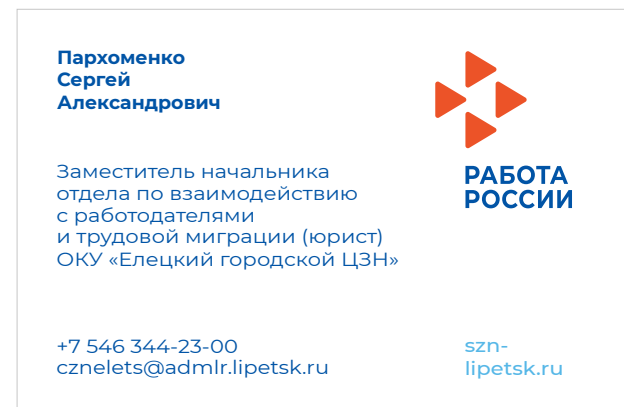 Пархоменко
Сергей
Александрович
Заместитель начальника
отдела по взаимодействию
с работодателями
и трудовой миграции (юрист)
ОКУ «Елецкий городской ЦЗН»
+7 546 344-23-00
cznelets@admlr.lipetsk.ru
РАБОТА
РОССИИ
szn-
lipetsk.ru